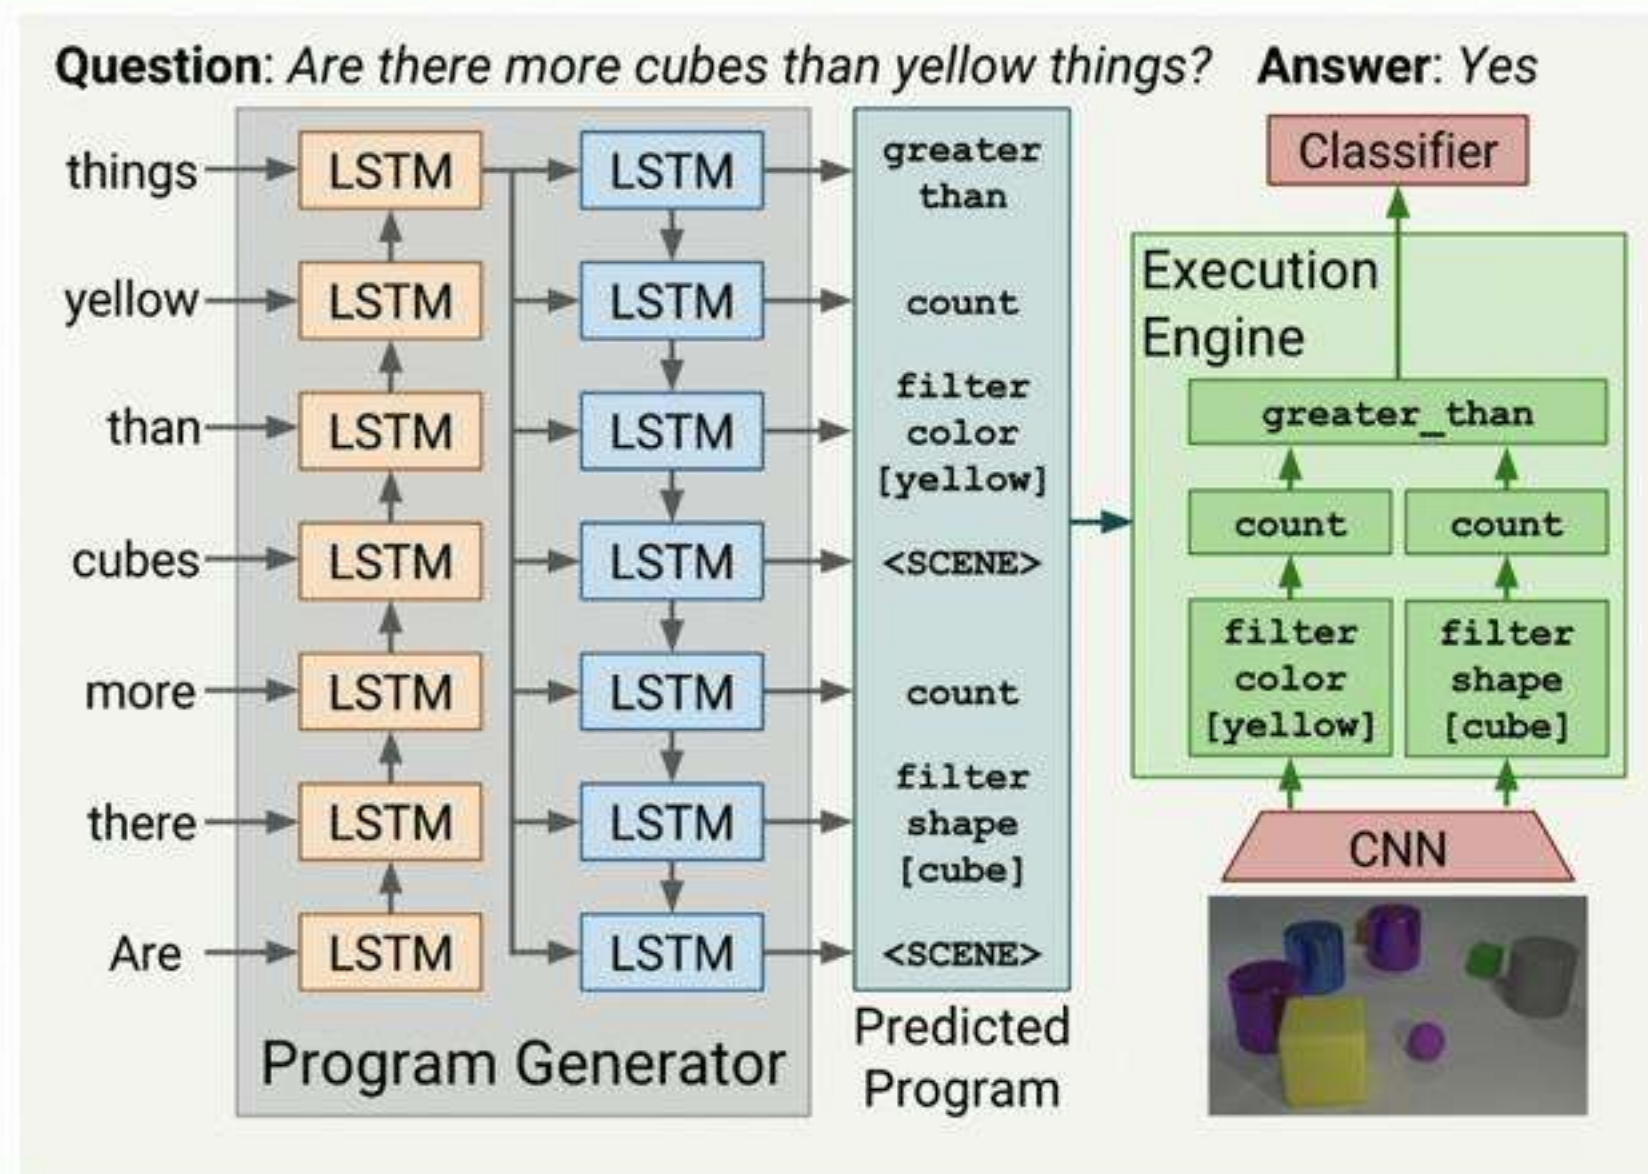 Question: Are there more cubes than yellow things? Answer: Yes
things LSTM LSTM greater than
yellow LSTM LSTM count
than LSTM LSTM filter color [yellow]
cubes LSTM LSTM <SCENE>
more LSTM LSTM count
there LSTM LSTM filter shape [cube]
Are LSTM LSTM <SCENE>
Program Generator
Predicted
Program
Classifier
Execution
Engine
greater_than
count count
filter color [yellow] filter shape [cube]
CNN